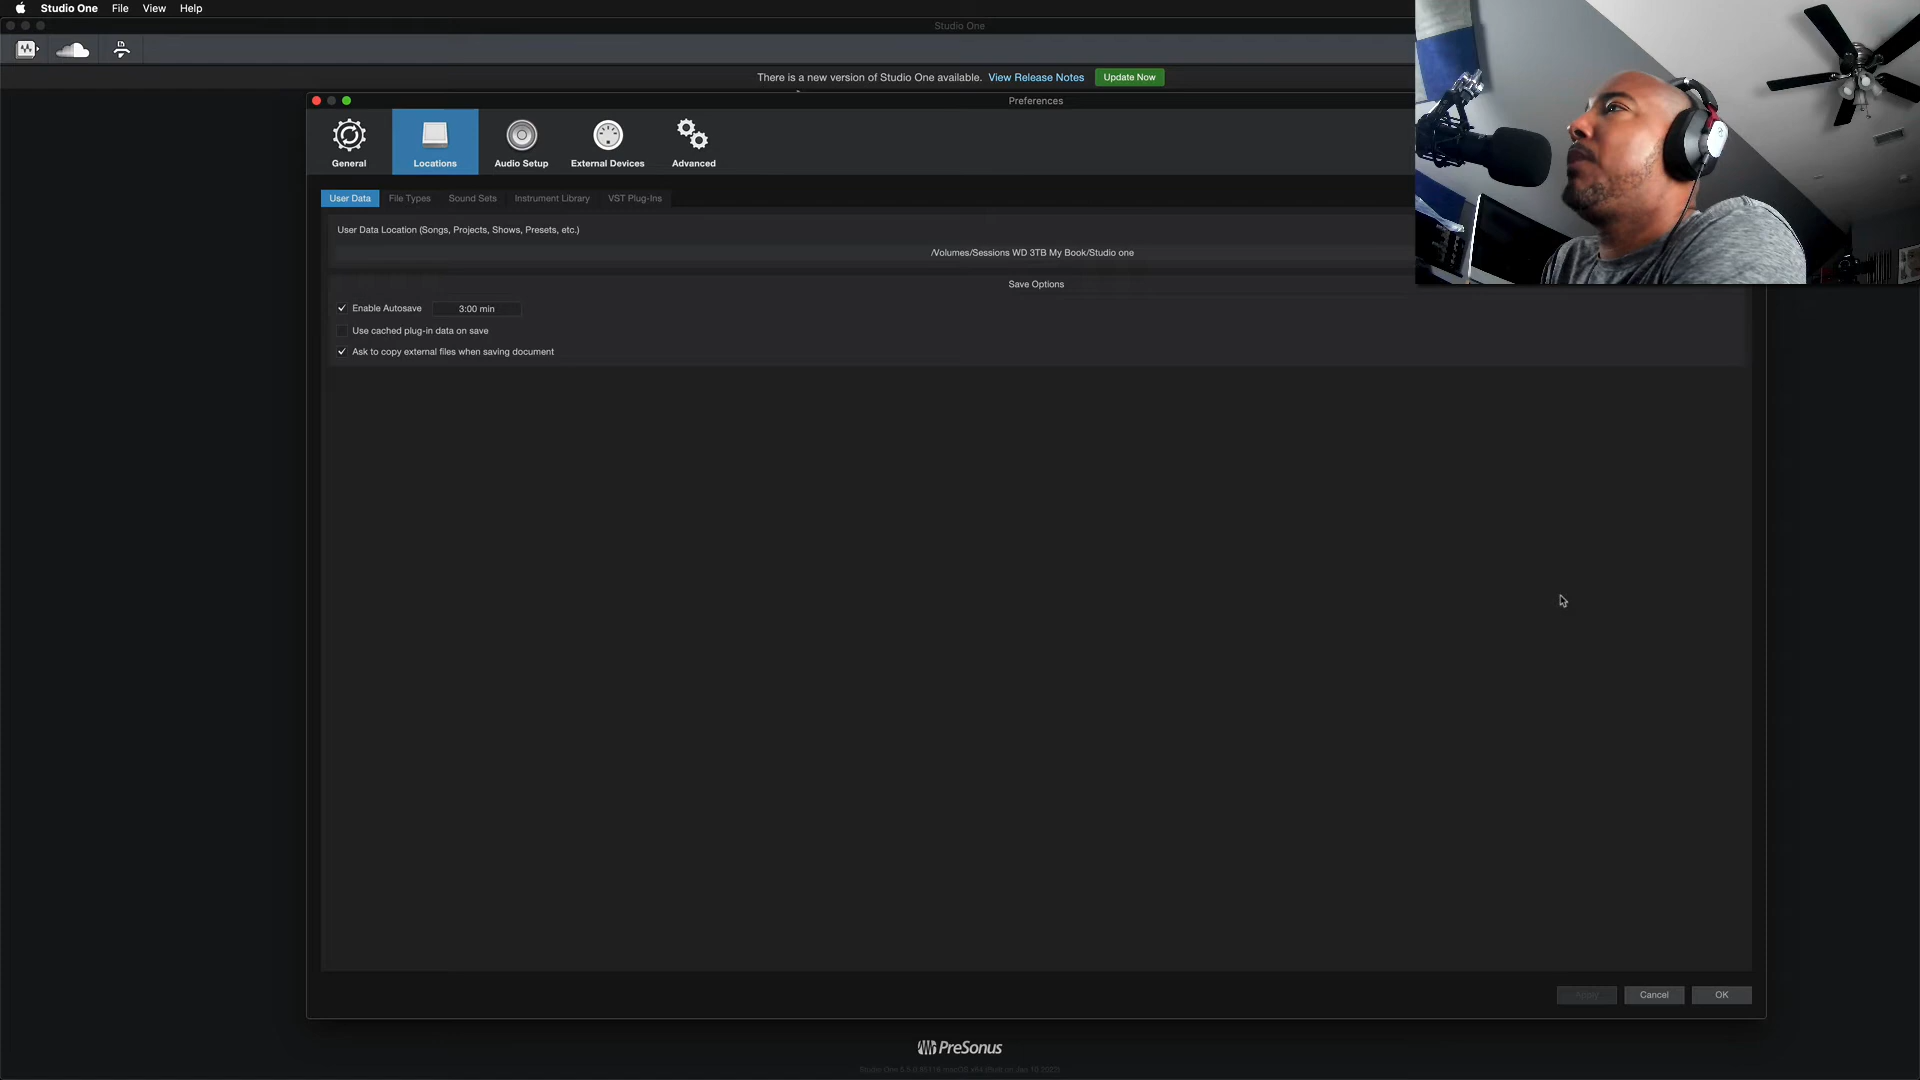 Studio One File View Help
Studio One
There is a new version of Studio One available. View Release Notes Update Now
Preferences
General Locations Audio Setup External Devices Advanced
User Data File Types Sound Sets Instrument Library VST Plug-Ins
User Data Location (Songs, Projects, Shows, Presets, etc.)
/Volumes/Sessions WD 3TB My Book/Studio one
Save Options
Enable Autosave 3:00 min
Use cached plug-in data on save
Ask to copy external files when saving document
Apply Cancel OK
PreSonus